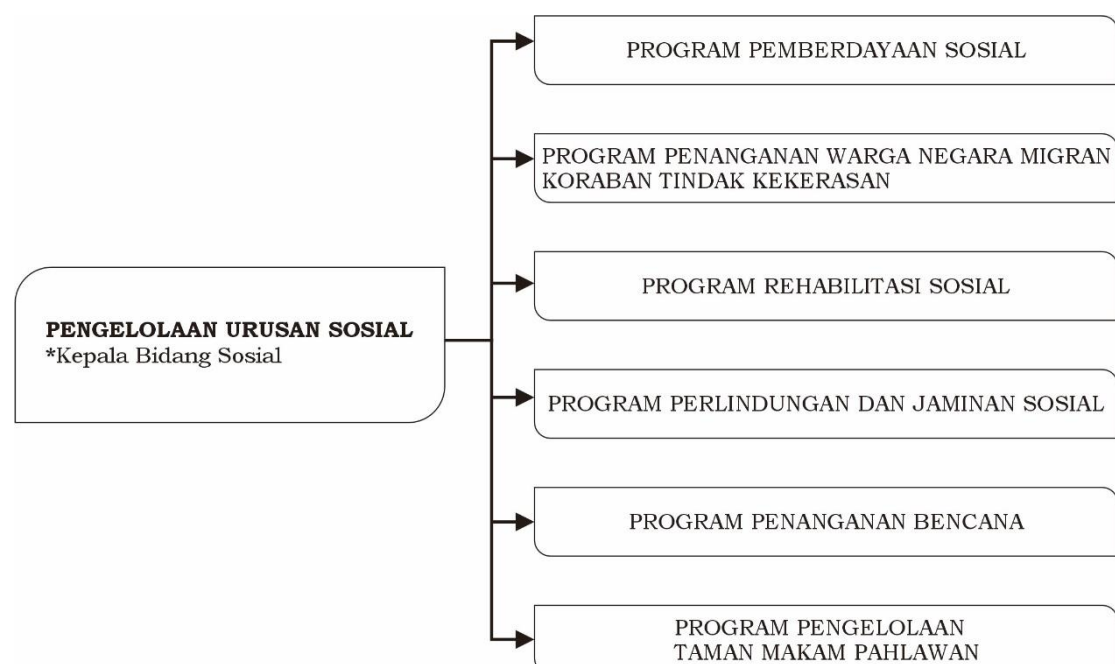 PROGRAM PEMBERDAYAAN SOSIAL
PROGRAM PENANGANAN WARGA NEGARA MIGRAN
KORABAN TINDAK KEKERASAN
PROGRAM REHABILITASI SOSIAL
PENGELOLAAN URUSAN SOSIAL
*Kepala Bidang Sosial
PROGRAM PERLINDUNGAN DAN JAMINAN SOSIAL
PROGRAM PENANGANAN BENCANA
PROGRAM PENGELOLAAN
TAMAN MAKAM PAHLAWAN